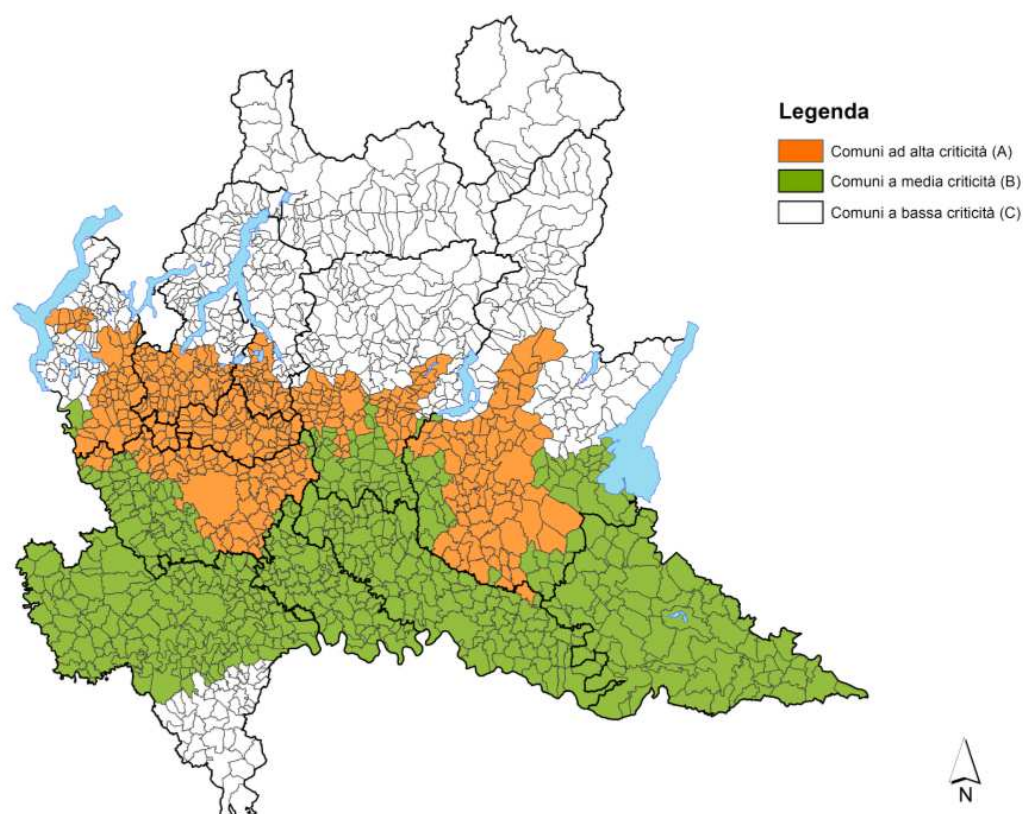 Legenda
Comuni ad alta criticità (A)
Comuni a media criticità (B)
Comuni a bassa criticità (C)
N